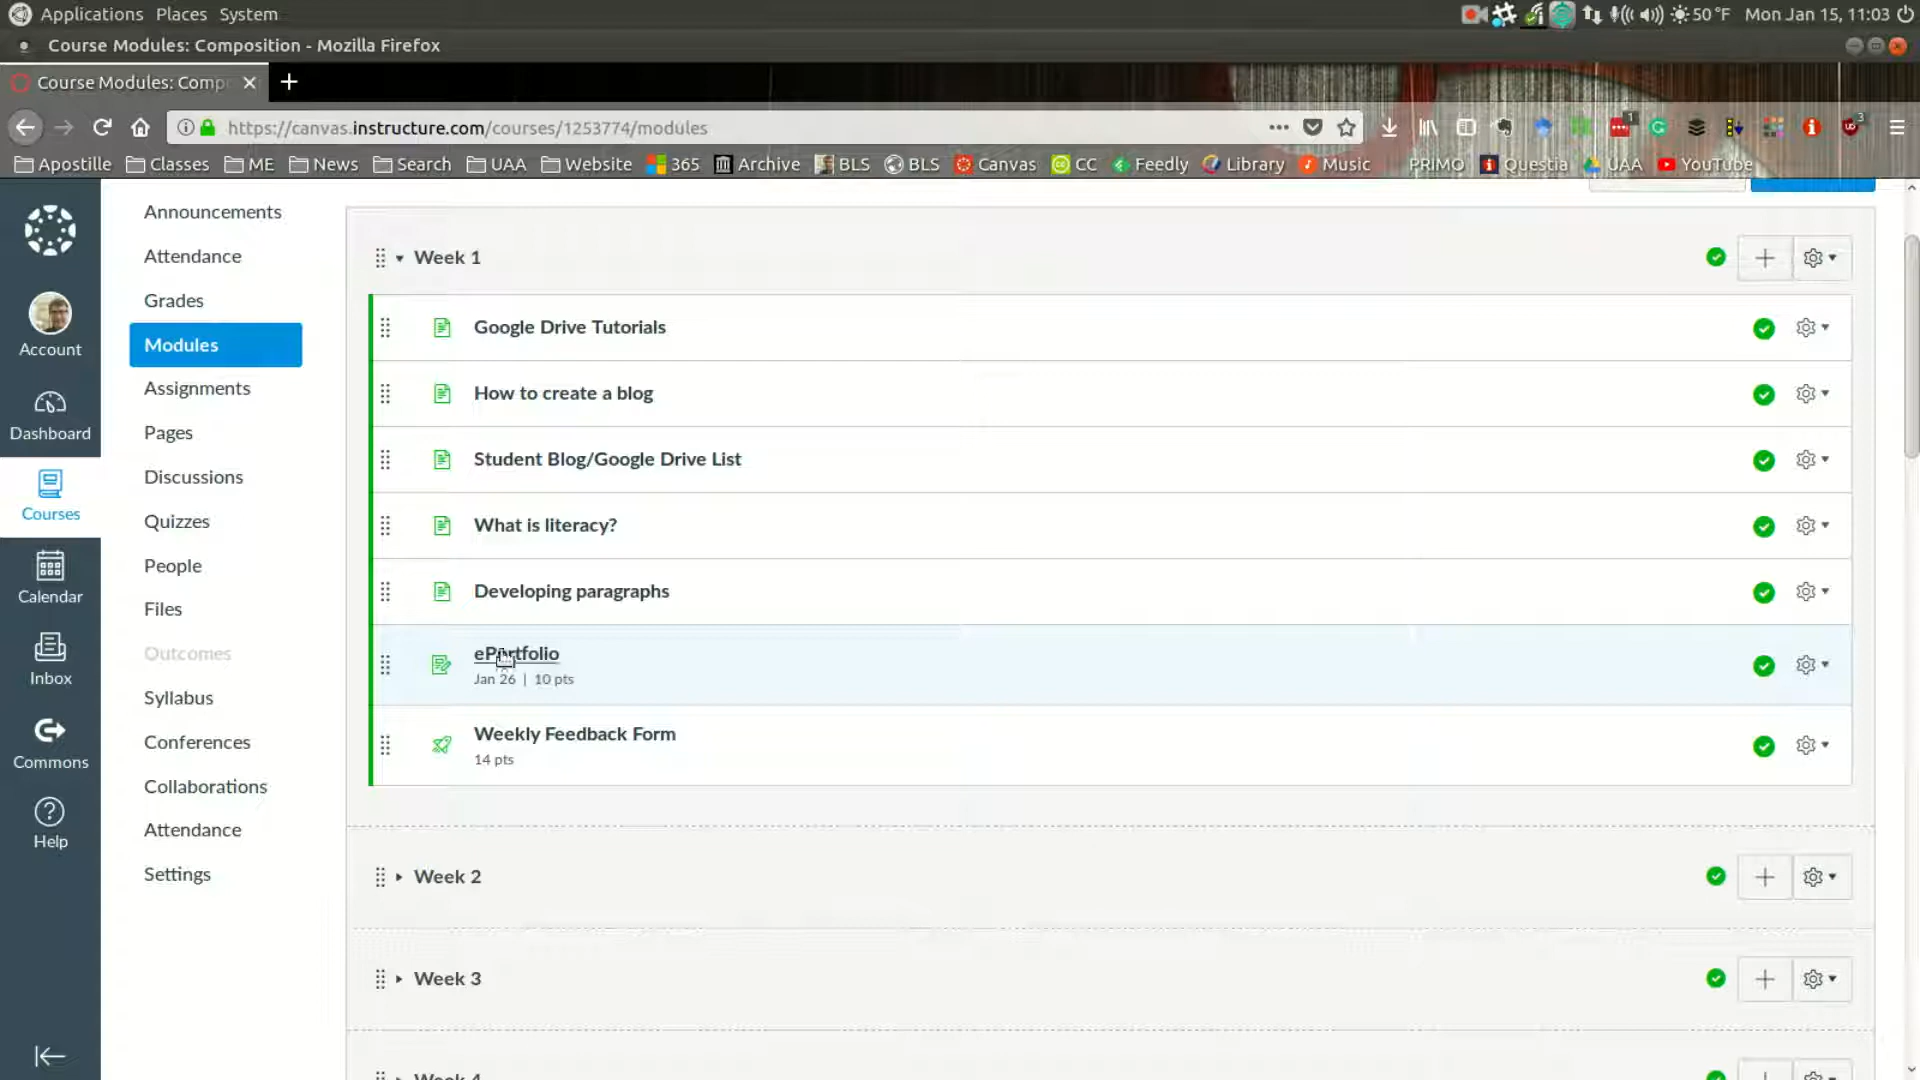 Applications Places System
50 °F Mon Jan 15, 11:03
Course Modules: Composition - Mozilla Firefox
Course Modules: Comp
https://canvas.instructure.com/courses/1253774/modules
1
3
Apostille Classes ME News Search UAA Website 365 Archive BLS BLS Canvas CC Feedly Library Music PRIMO Questia UAA YouTube
Account
Dashboard
Courses
Calendar
Inbox
Commons
Help
Announcements
Attendance
Grades
Modules
Assignments
Pages
Discussions
Quizzes
People
Files
Outcomes
Syllabus
Conferences
Collaborations
Attendance
Settings
Week 1
Google Drive Tutorials
How to create a blog
Student Blog/Google Drive List
What is literacy?
Developing paragraphs
ePortfolio
Jan 26 | 10 pts
Weekly Feedback Form
14 pts
Week 2
Week 3
Week 4